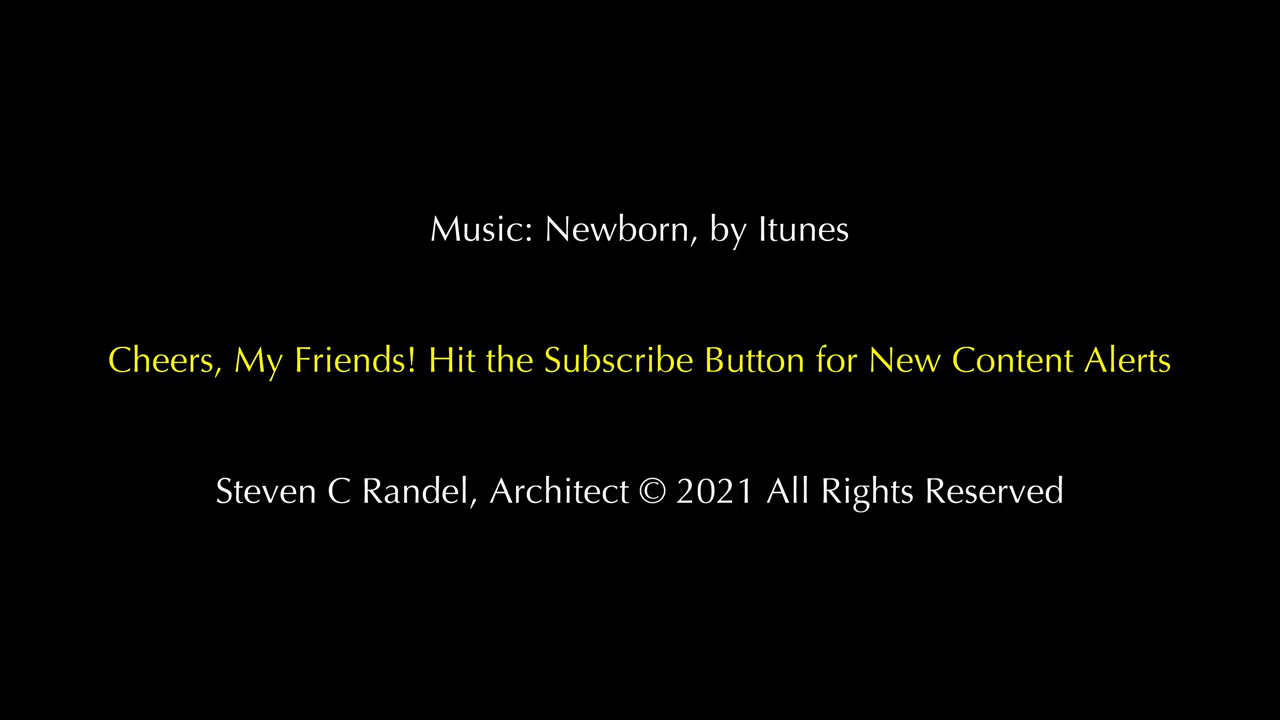 Music: Newborn, by Itunes
Cheers, My Friends! Hit the Subscribe Button for New Content Alerts
Steven C Randel, Architect © 2021 All Rights Reserved